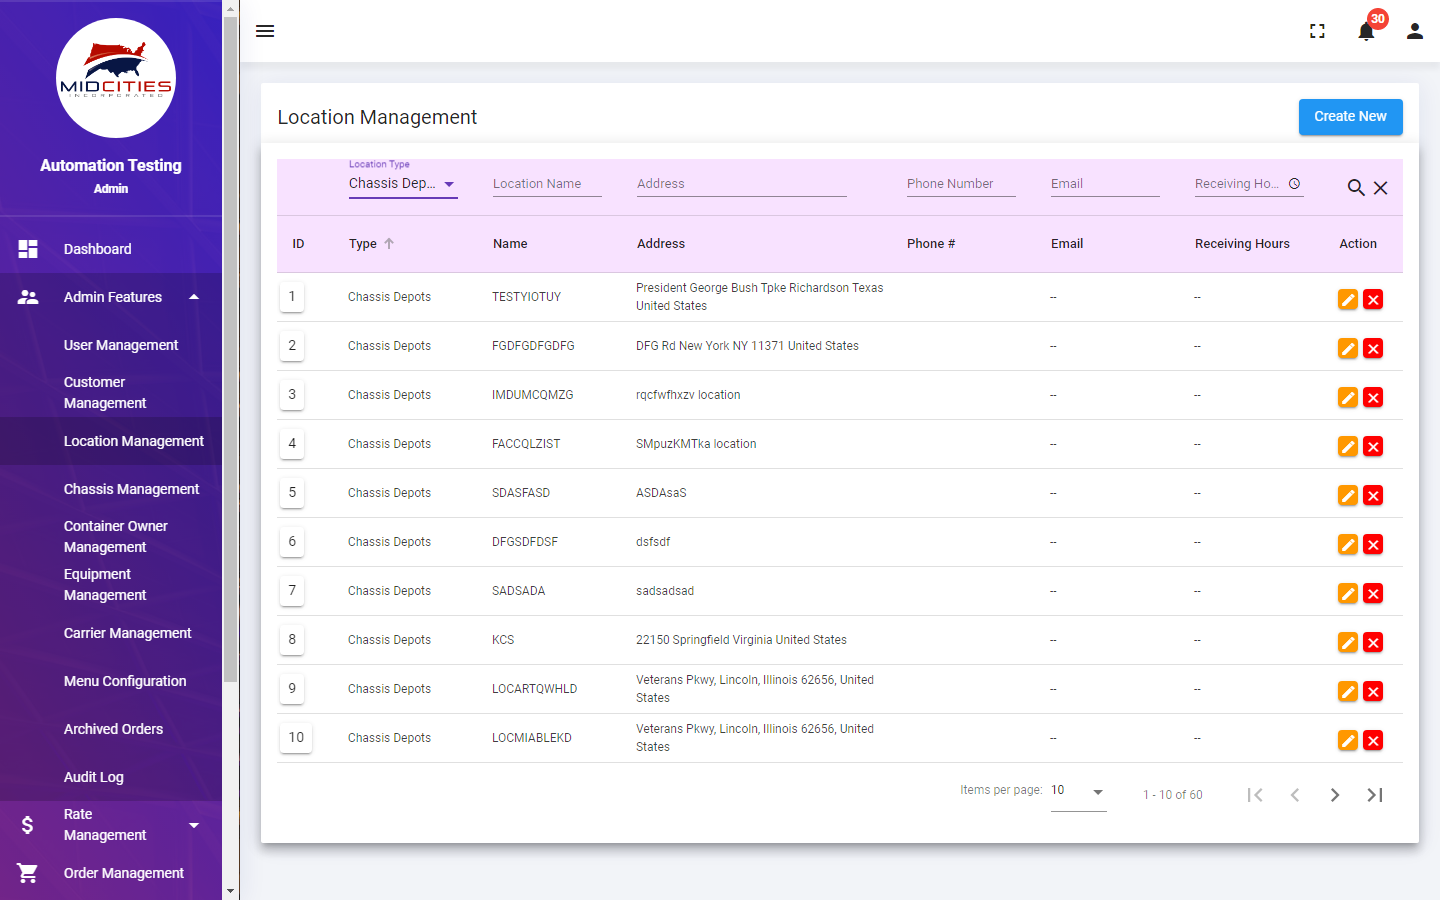 MIDCITIES
INCORPORATED
Automation Testing
Admin
Dashboard
Admin Features
User Management
Customer
Management
Location Management
Chassis Management
Container Owner
Management
Equipment
Management
Carrier Management
Menu Configuration
Archived Orders
Audit Log
Rate
Management
Order Management
30
Location Management
Create New
Location Type
Chassis Dep... Location Name Address Phone Number Email Receiving Ho...
ID Type Name Address Phone # Email Receiving Hours Action
1 Chassis Depots TESTYIOTUY President George Bush Tpke Richardson Texas
United States -- --
2 Chassis Depots FGDFGDFGDFG DFG Rd New York NY 11371 United States -- --
3 Chassis Depots IMDUMCQMZG rqcfwfhxzv location -- --
4 Chassis Depots FACCQLZIST SMpuzKMTka location -- --
5 Chassis Depots SDASFASD ASDAsaS -- --
6 Chassis Depots DFGSDFDSF dsfsdf -- --
7 Chassis Depots SADSADA sadsadsad -- --
8 Chassis Depots KCS 22150 Springfield Virginia United States -- --
9 Chassis Depots LOCARTQWHLD Veterans Pkwy, Lincoln, Illinois 62656, United
States -- --
10 Chassis Depots LOCMIABLEKD Veterans Pkwy, Lincoln, Illinois 62656, United
States -- --
Items per page: 10 1 - 10 of 60